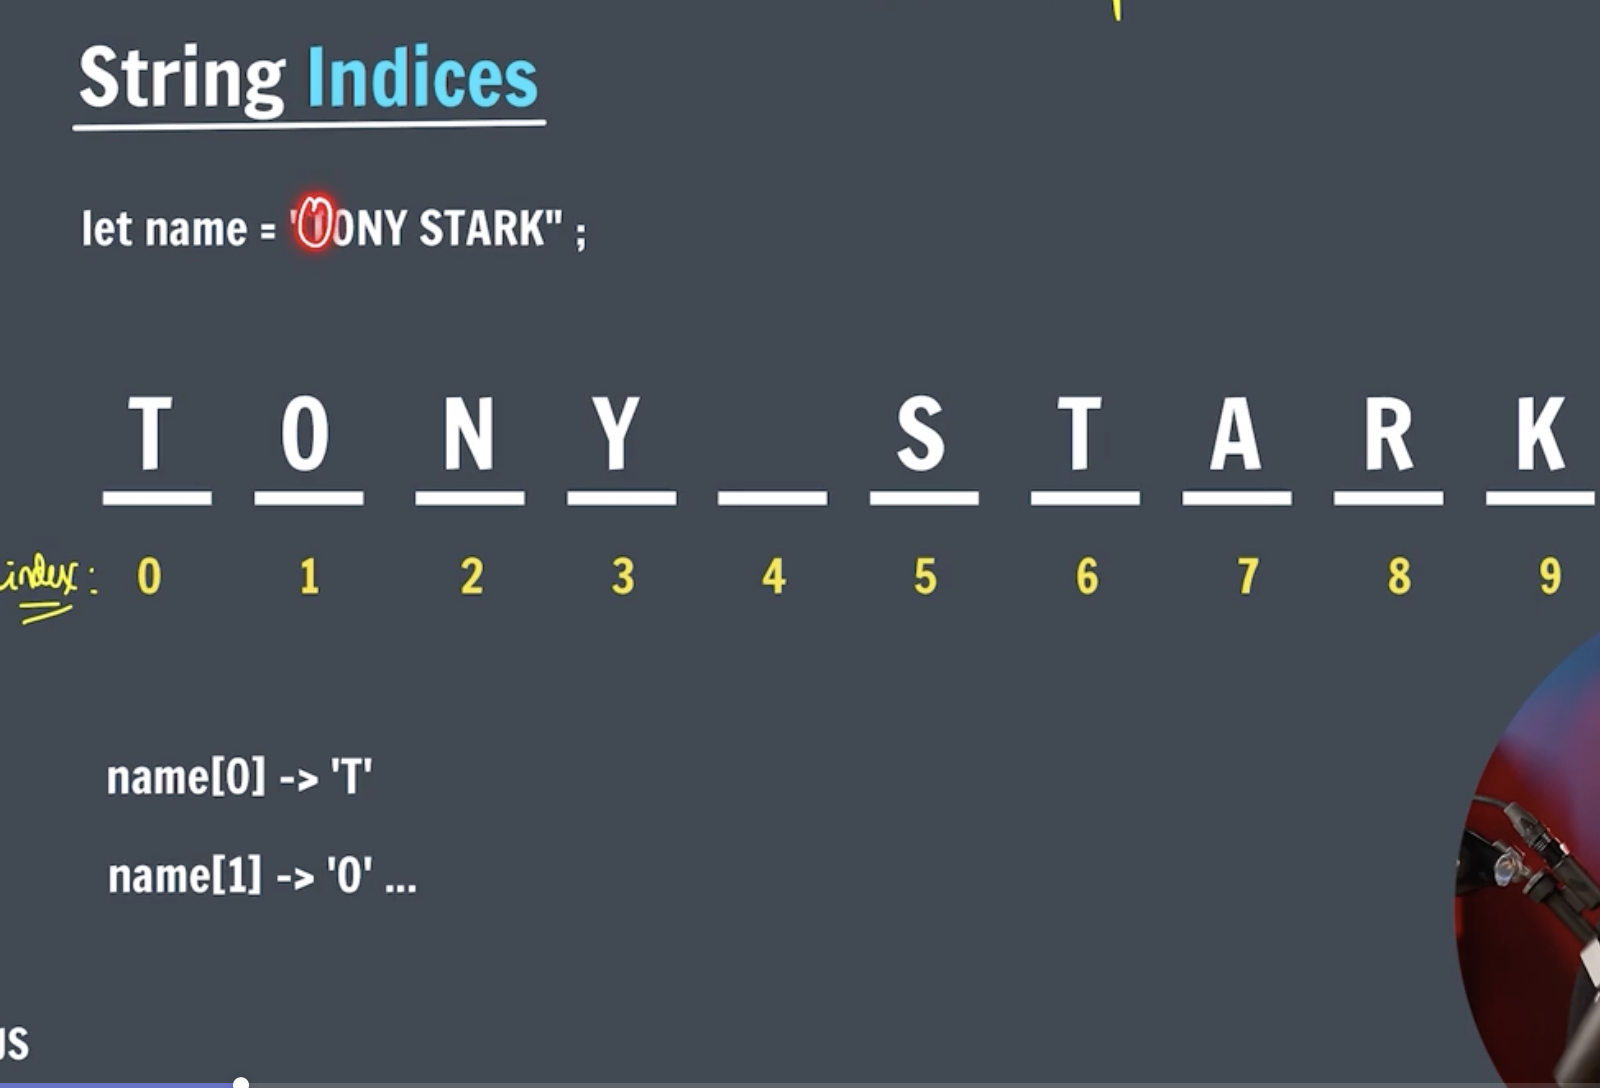 String Indices
let name = "TONY STARK" ;
T O N Y S T A R K
index: 0 1 2 3 4 5 6 7 8 9
name[0] -> 'T'
name[1] -> 'O' ...
JS